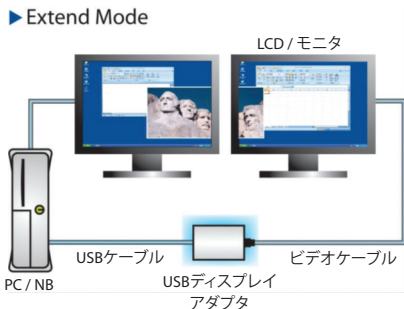 ▶Extend Mode
LCD / モニタ
USBケーブル
ビデオケーブル
PC / NB
USBディスプレイ
アダプタ